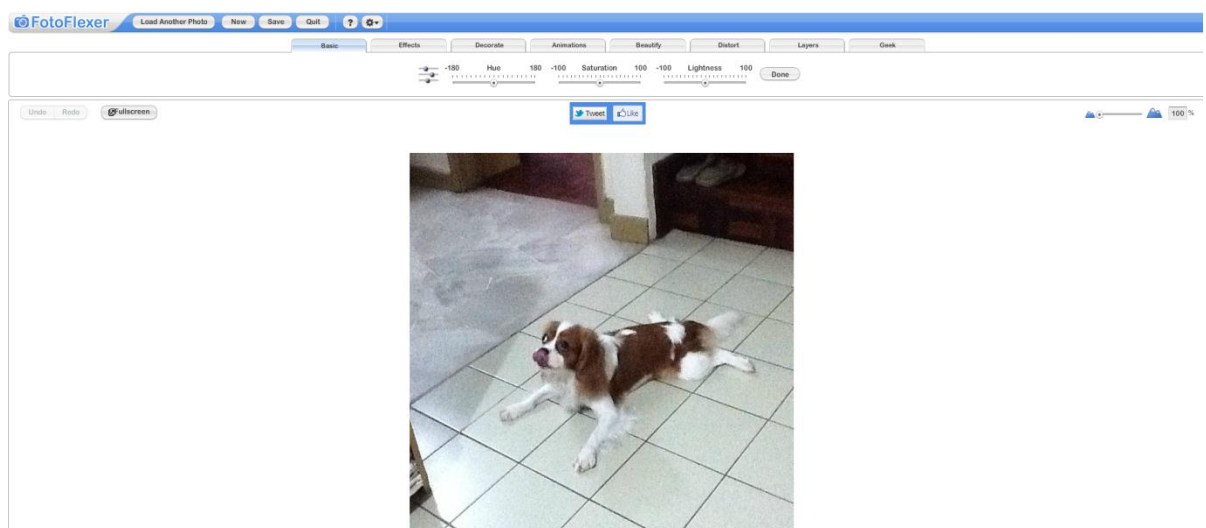 FotoFlexer Load Another Photo New Save Quit ?
Basic Effects Decorate Animations Beautify Distort Layers Geek
-180 Hue 180 -100 Saturation 100 -100 Lightness 100 Done
Undo Redo Fullscreen Tweet Like 100 %